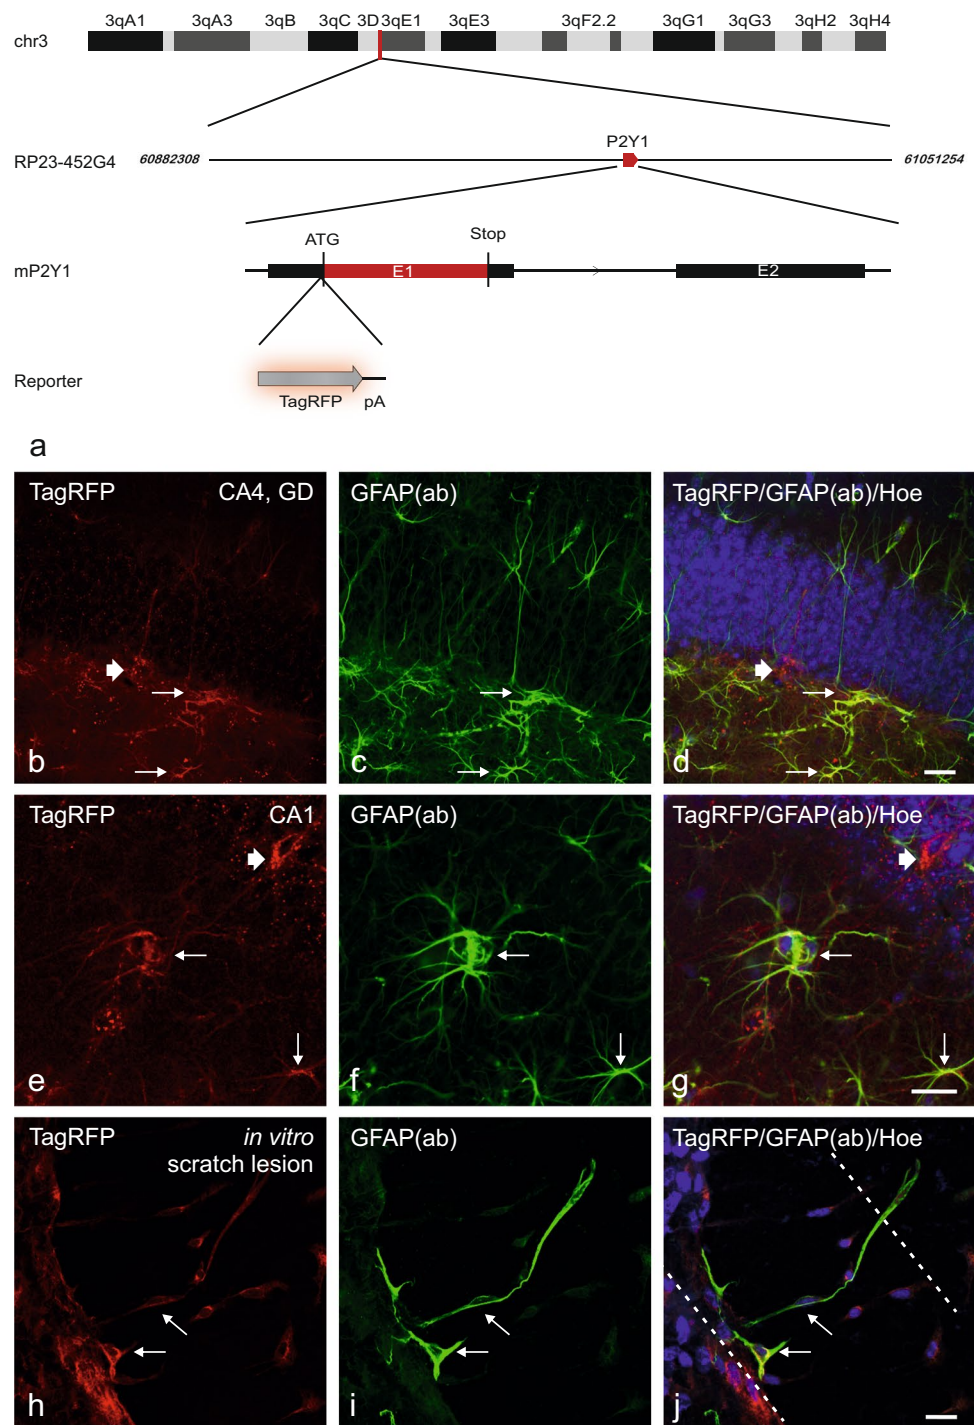 3qA1 3qA3 3qB 3qC 3D 3qE1 3qE3 3qF2.2 3qG1 3qG3 3qH2 3qH4
chr3
P2Y1
RP23-452G4 60882308 61051254
ATG Stop
mP2Y1 E1 E2
Reporter
TagRFP pA
a
TagRFP CA4, GD GFAP(ab) TagRFP/GFAP(ab)/Hoe
b c d
TagRFP CA1 GFAP(ab) TagRFP/GFAP(ab)/Hoe
e f g
TagRFP in vitro GFAP(ab) TagRFP/GFAP(ab)/Hoe
scratch lesion
h i j